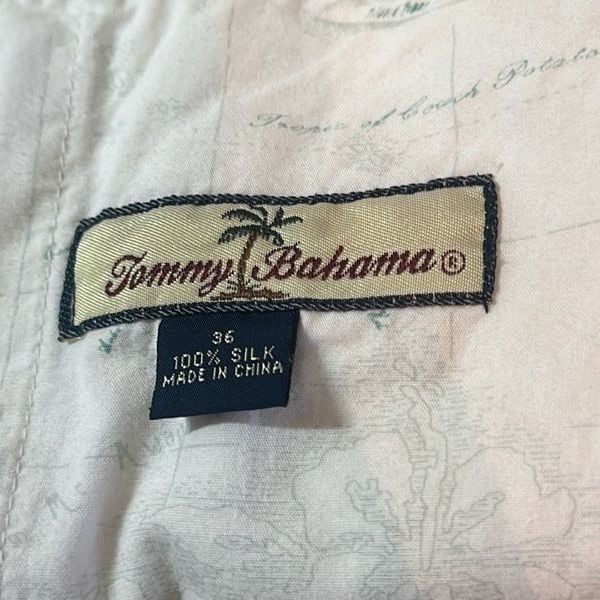 Tropic of Couch Potato
Tommy Bahama®
36
100% SILK
MADE IN CHINA